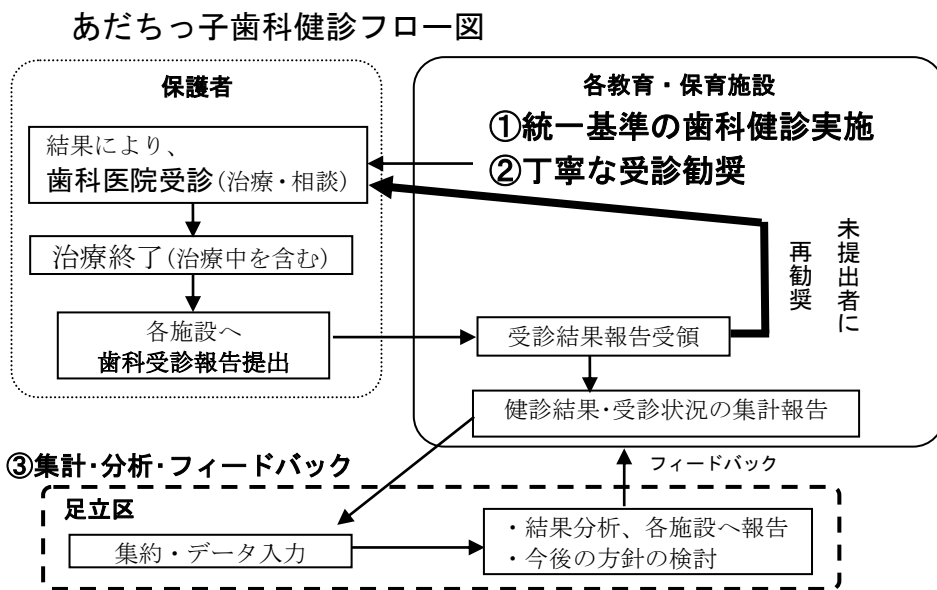 あだちっ子歯科健診フロー図
保護者
結果により、
歯科医院受診(治療・相談)
治療終了(治療中を含む)
各施設へ
歯科受診報告提出
各教育・保育施設
①統一基準の歯科健診実施
②丁寧な受診勧奨
未提出者に
再勧奨
受診結果報告受領
健診結果・受診状況の集計報告
③集計・分析・フィードバック
フィードバック
足立区
集約・データ入力
・結果分析、各施設へ報告
・今後の方針の検討